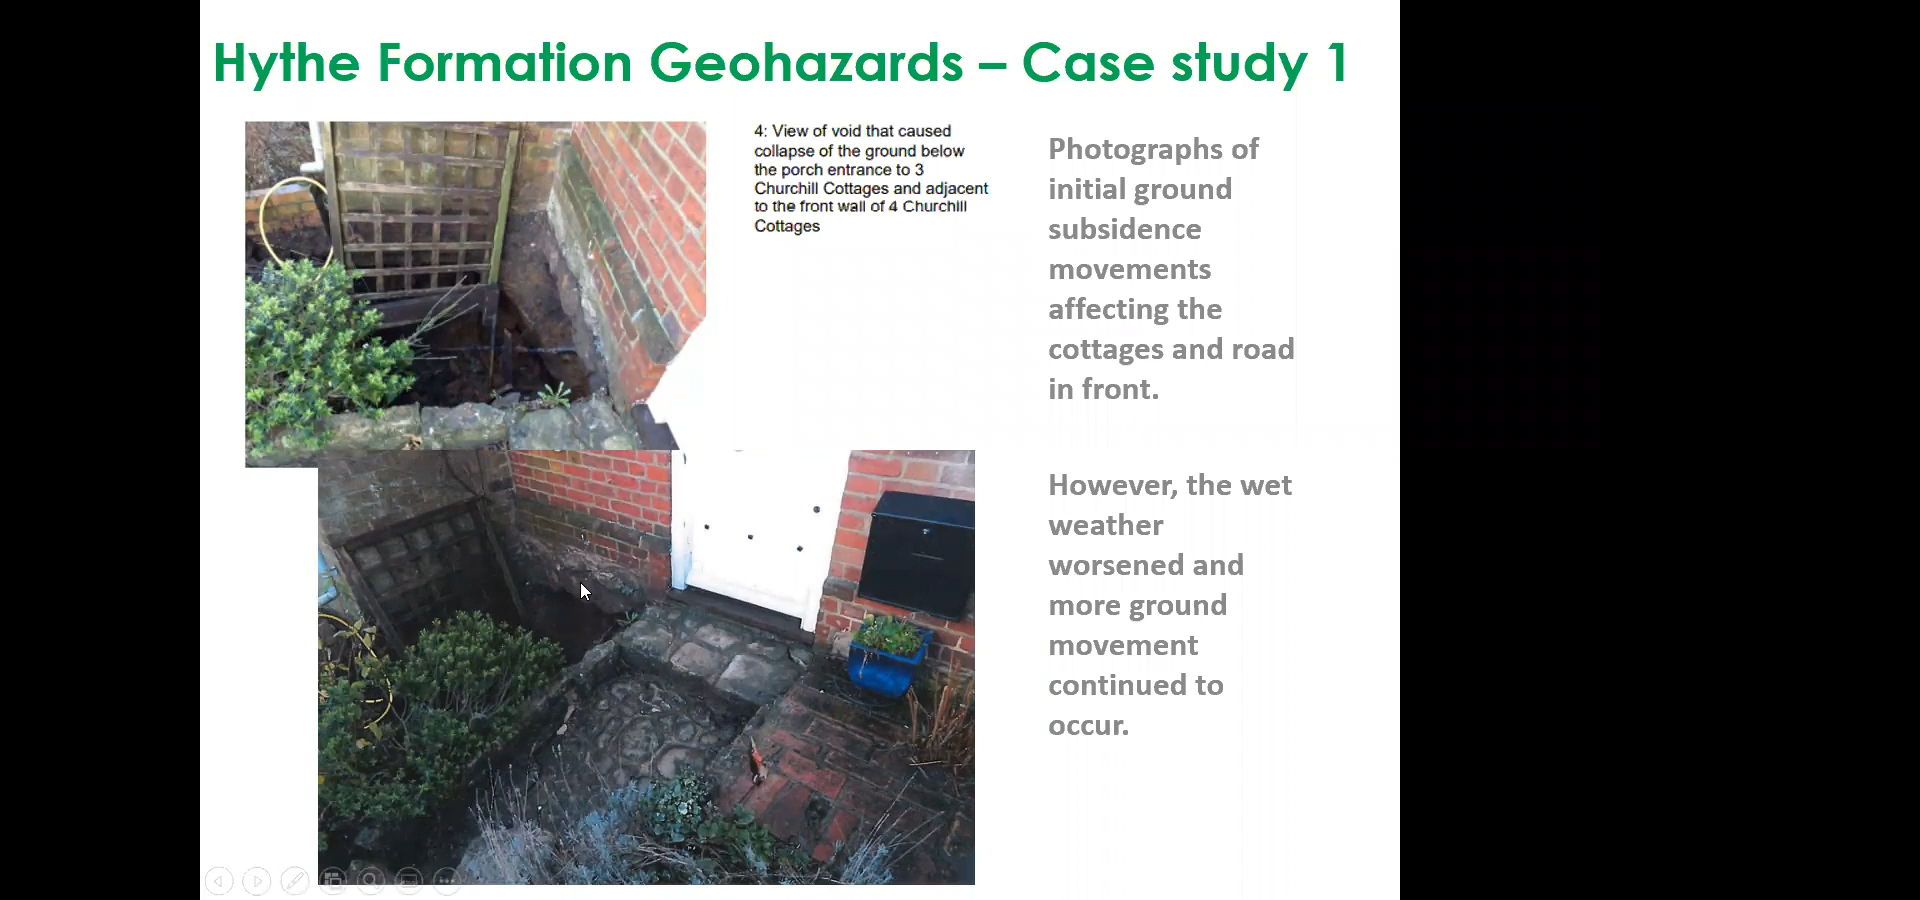 Hythe Formation Geohazards – Case study 1
4: View of void that caused
collapse of the ground below
the porch entrance to 3
Churchill Cottages and adjacent
to the front wall of 4 Churchill
Cottages
Photographs of
initial ground
subsidence
movements
affecting the
cottages and road
in front.
However, the wet
weather
worsened and
more ground
movement
continued to
occur.